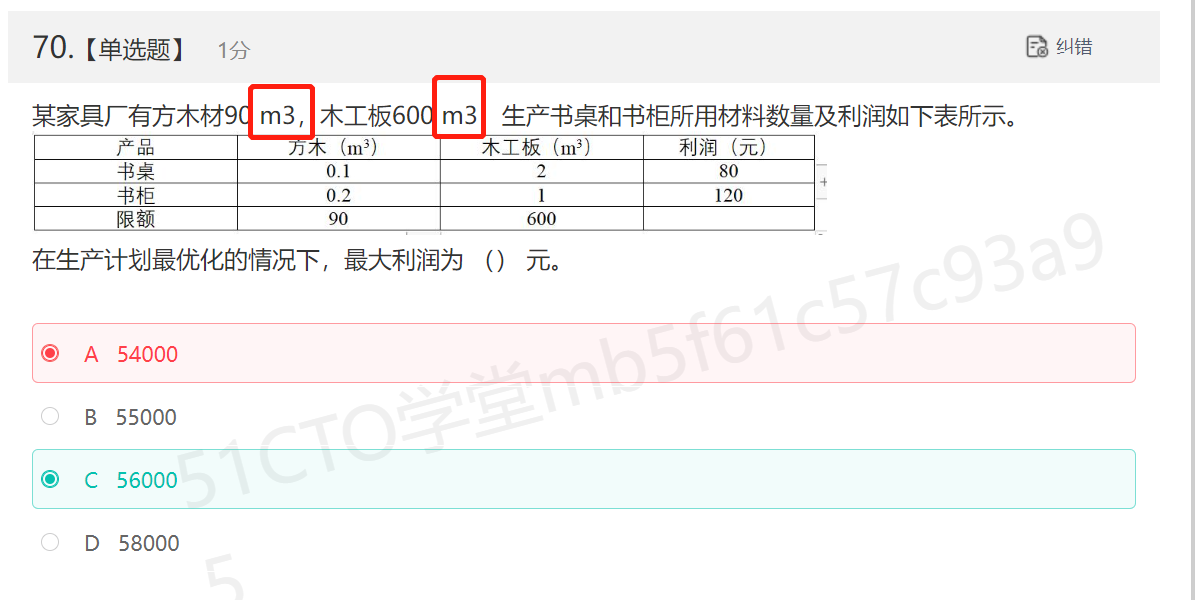 70.【单选题】 1分 纠错
某家具厂有方木材90 m3，木工板600 m3 生产书桌和书柜所用材料数量及利润如下表所示。
产品 方木（m³） 木工板（m³） 利润（元）
书桌 0.1 2 80
书柜 0.2 1 120
限额 90 600
在生产计划最优化的情况下，最大利润为 （） 元。
A 54000
B 55000
C 56000
D 58000
51CTO学堂mb5f61c57c93a9
5